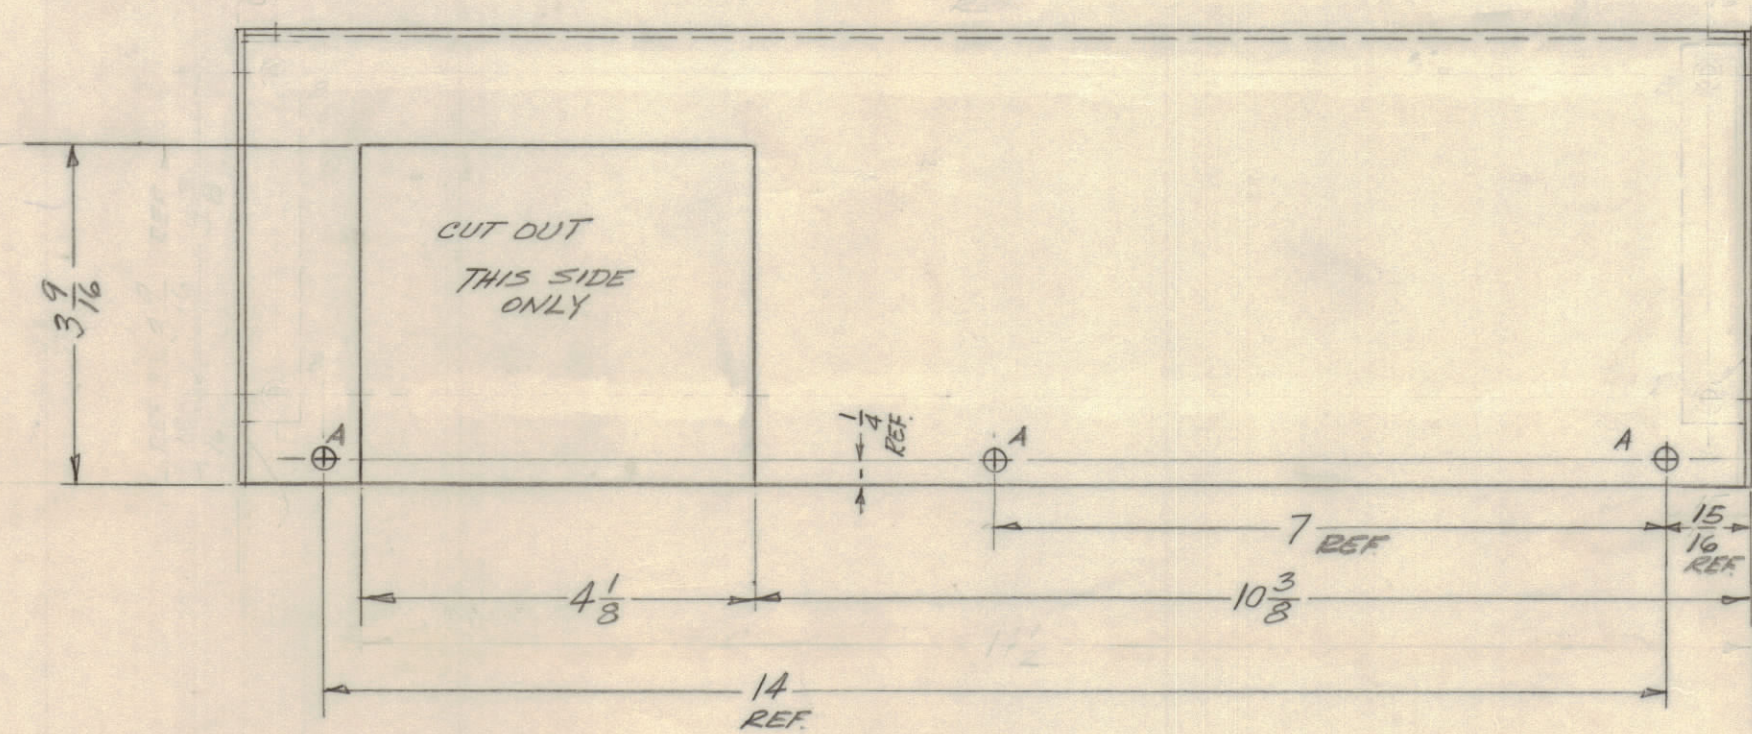 CUT OUT
THIS SIDE
ONLY
3 9/16
A
1/4
REF.
A
A
7
REF
15/16
REF.
4 1/8
10 3/8
14
REF.